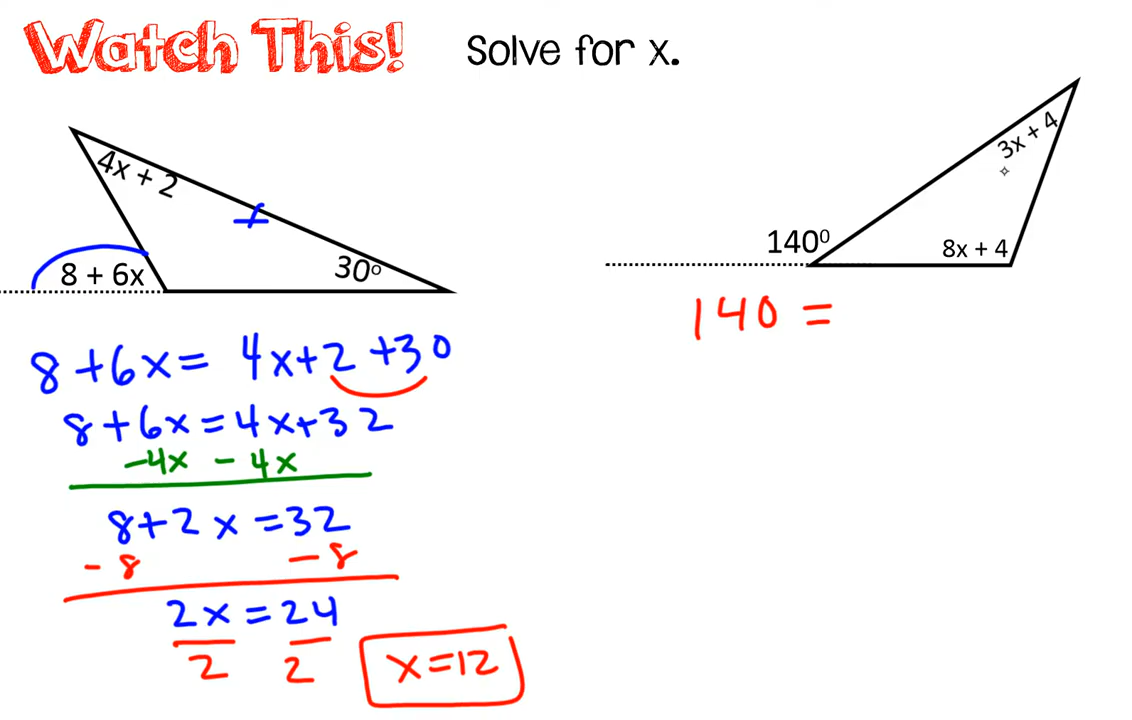 Watch This! Solve for x.
4x + 2
8 + 6x
30°
8 + 6x = 4x + 2 + 30
8 + 6x = 4x + 32
- 4x - 4x
8 + 2x = 32
- 8 - 8
2x = 24
2 2
x = 12
3x + 4
140°
8x + 4
140 =